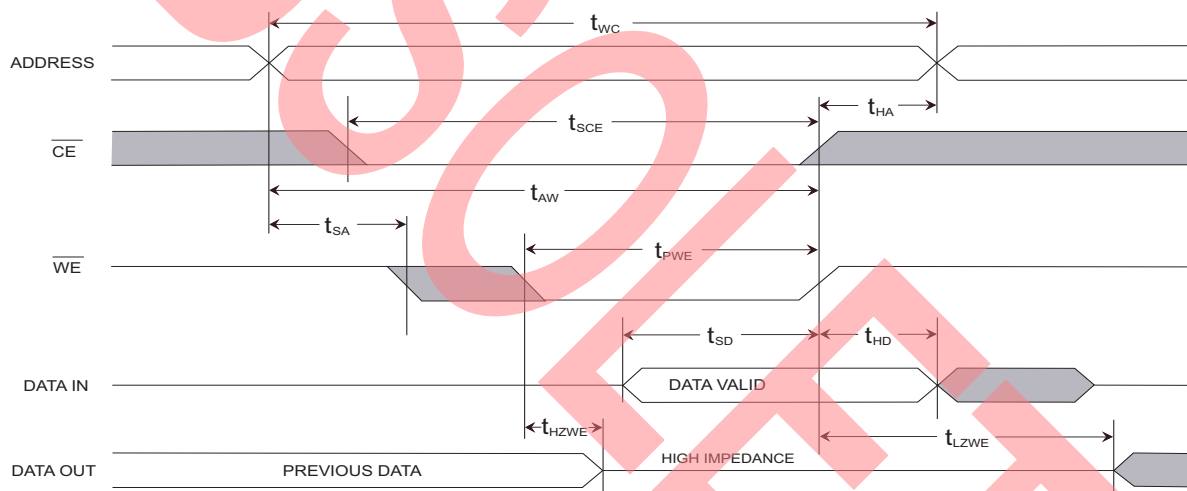 tWC
ADDRESS
tHA
tSCE
CE
tAW
tSA
tPWE
WE
tSD
tHD
DATA IN
DATA VALID
tHZWE
tLZWE
DATA OUT
PREVIOUS DATA
HIGH IMPEDANCE